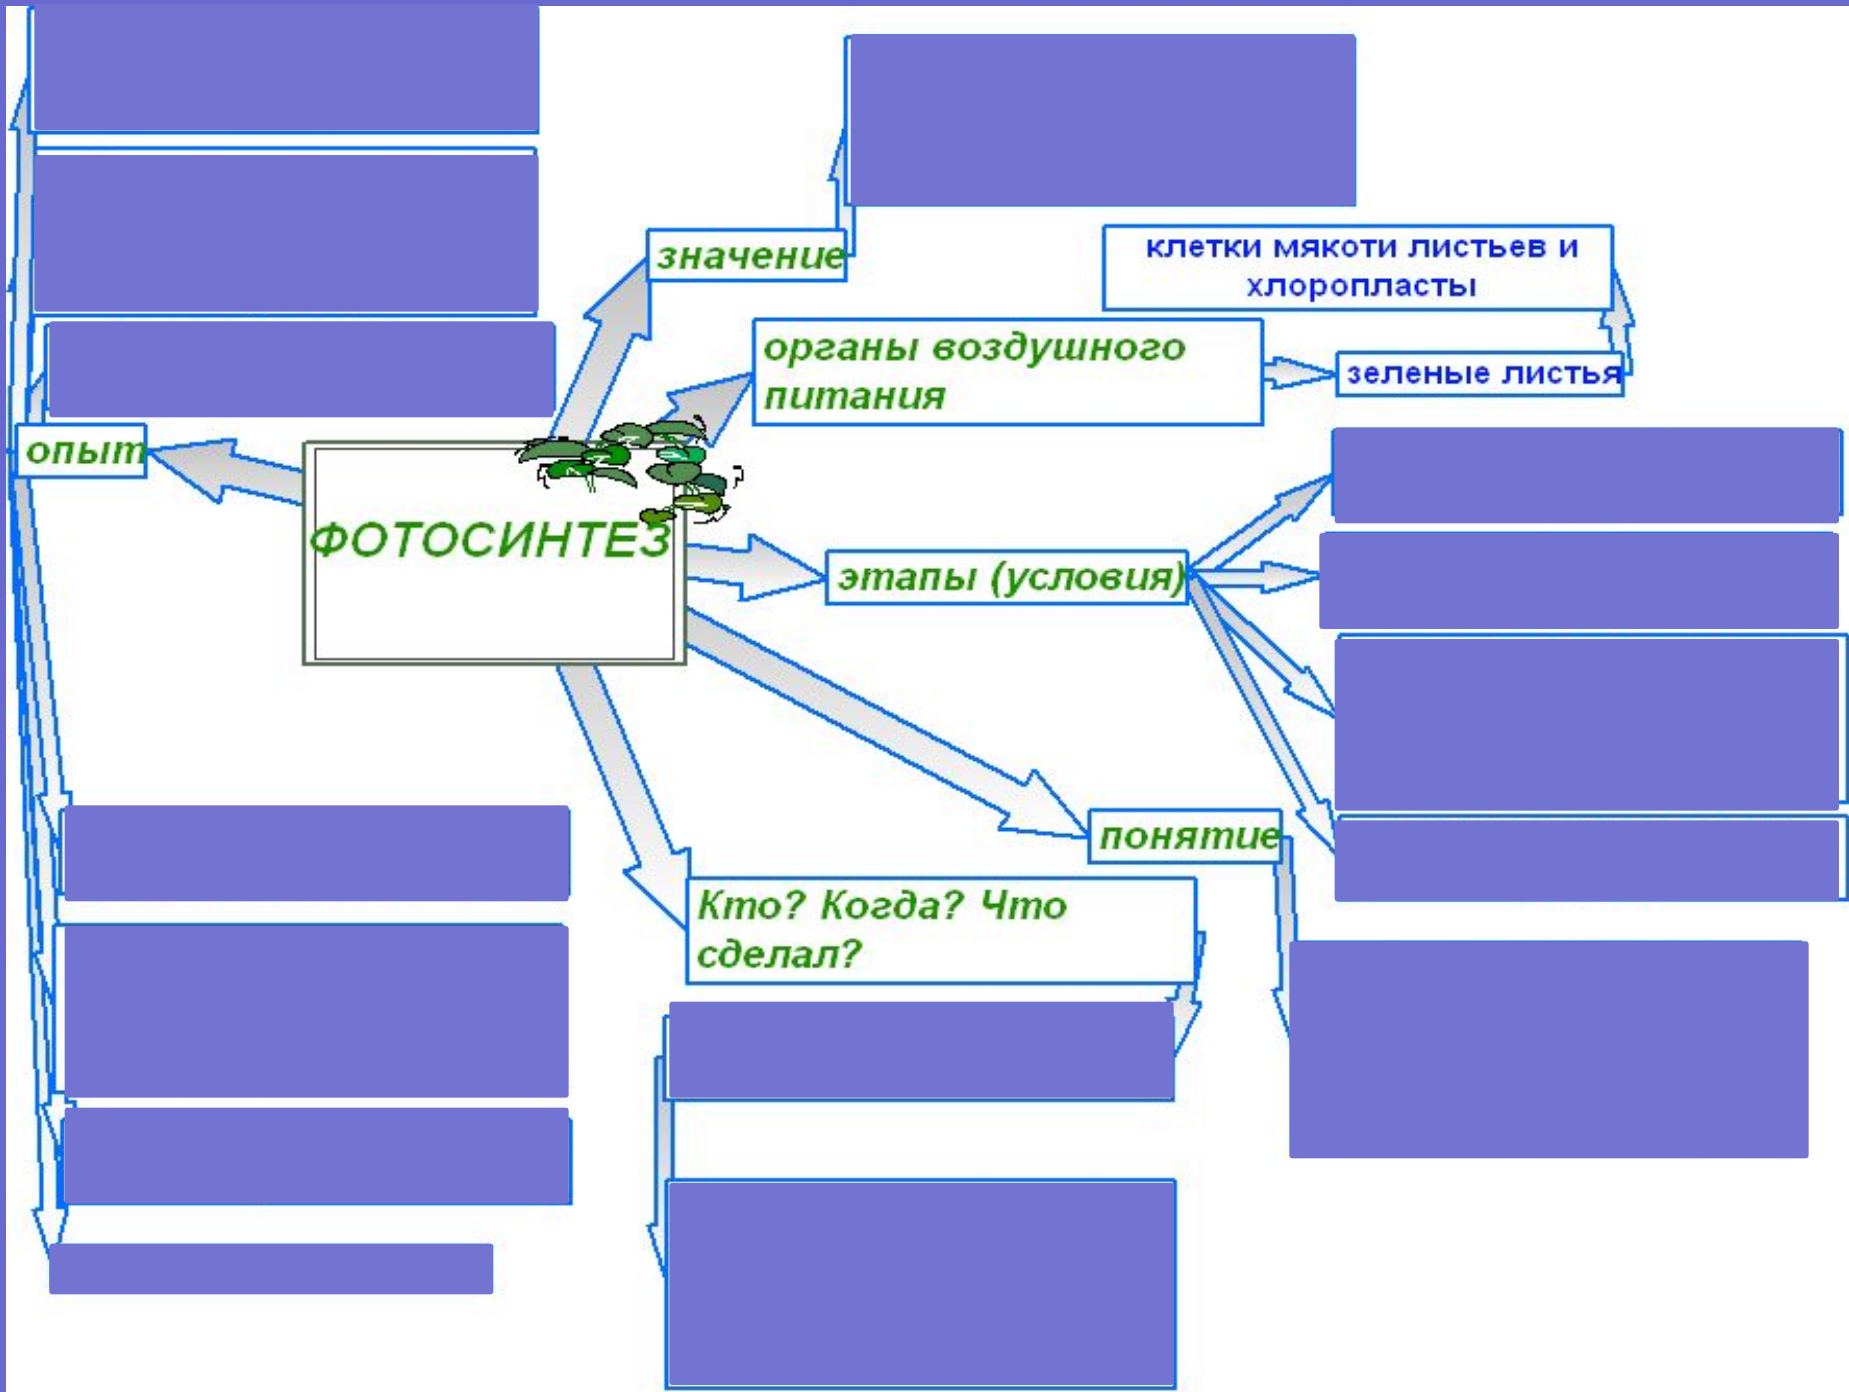 значение
клетки мякоти листьев и
хлоропласты
органы воздушного
питания
зеленые листья
опыт
ФОТОСИНТЕЗ
этапы (условия)
понятие
Кто? Когда? Что
сделал?